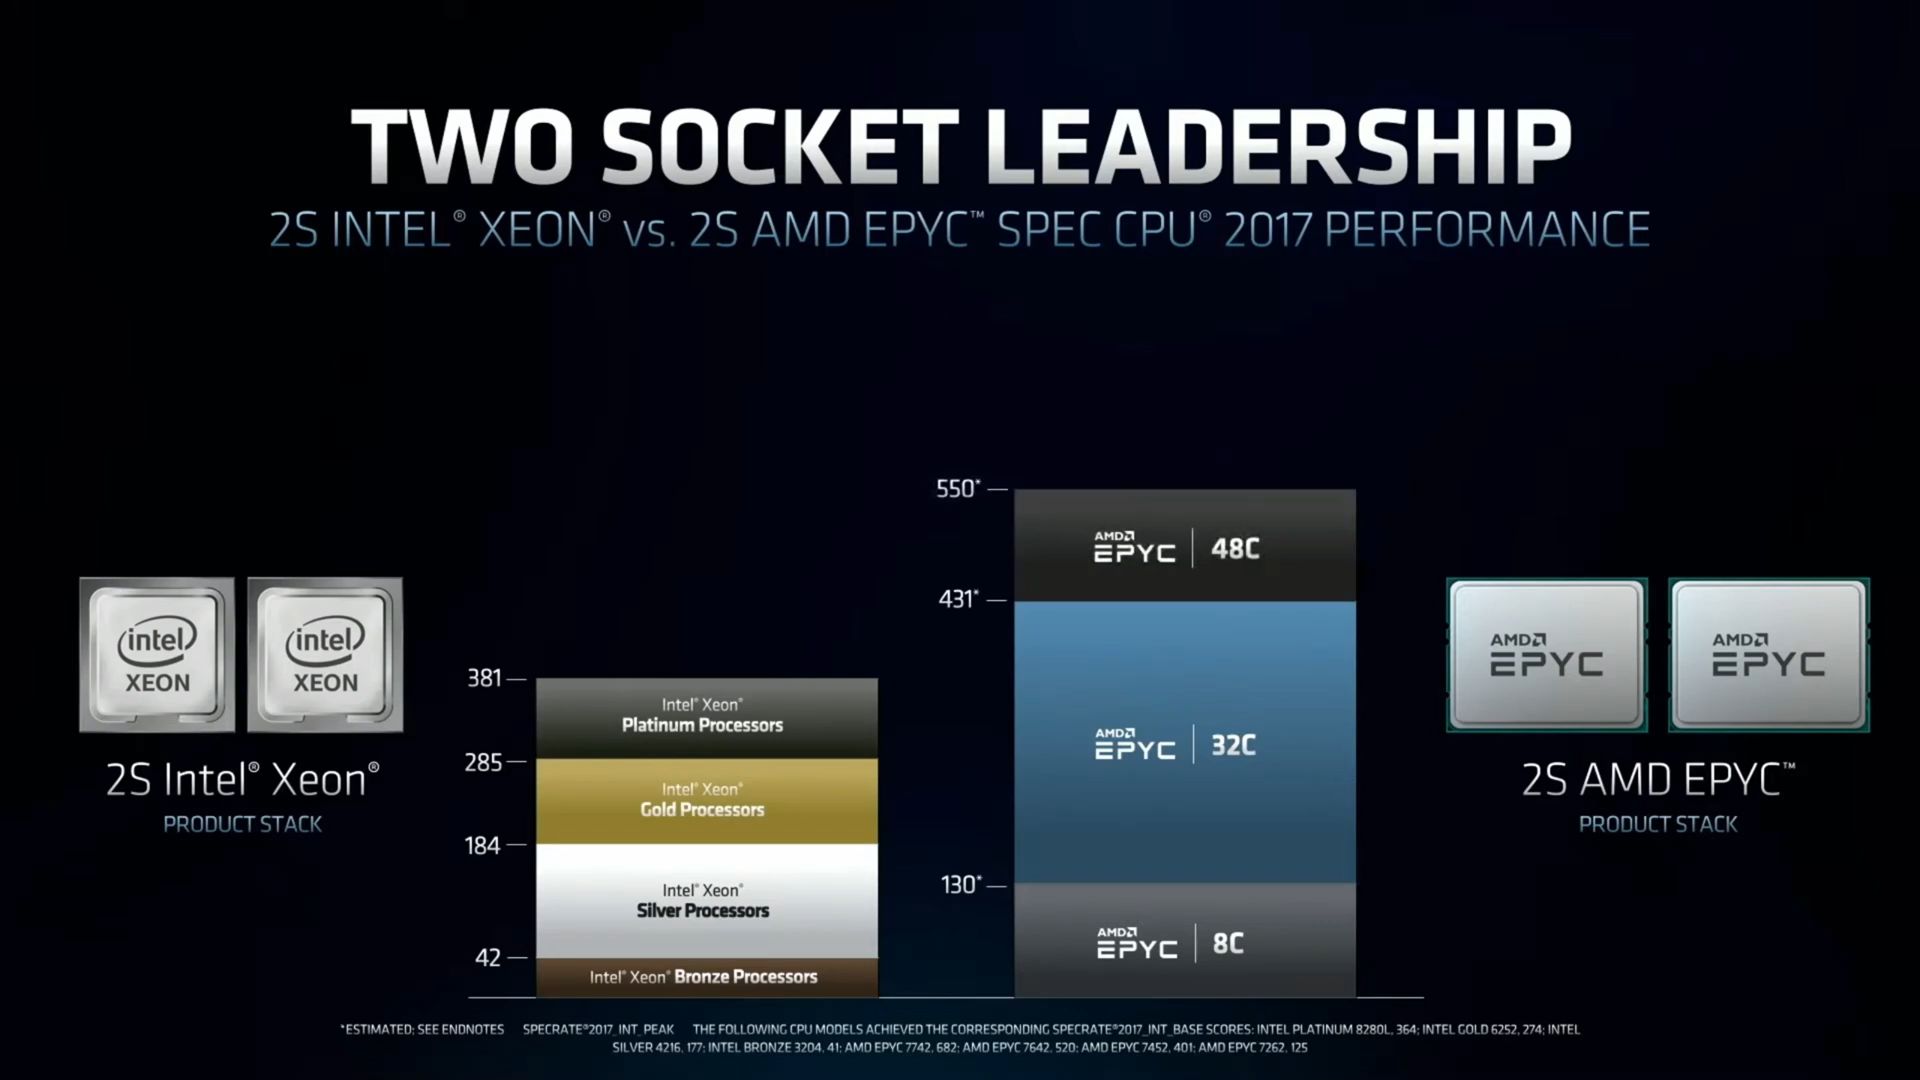 TWO SOCKET LEADERSHIP
2S INTEL® XEON® vs. 2S AMD EPYC™ SPEC CPU® 2017 PERFORMANCE
intel
XEON
intel
XEON
2S Intel® Xeon®
PRODUCT STACK
381
285
184
42
Intel® Xeon®
Platinum Processors
Intel® Xeon®
Gold Processors
Intel® Xeon®
Silver Processors
Intel® Xeon® Bronze Processors
550*
431*
130*
AMD EPYC 48C
AMD EPYC 32C
AMD EPYC 8C
AMD
EPYC
AMD
EPYC
2S AMD EPYC™
PRODUCT STACK
*ESTIMATED; SEE ENDNOTES SPECRATE®2017_INT_PEAK THE FOLLOWING CPU MODELS ACHIEVED THE CORRESPONDING SPECRATE®2017_INT_BASE SCORES: INTEL PLATINUM 8280L, 364; INTEL GOLD 6252, 274; INTEL
SILVER 4216, 177; INTEL BRONZE 3204, 41; AMD EPYC 7742, 682; AMD EPYC 7642, 520; AMD EPYC 7452, 401; AMD EPYC 7262, 125